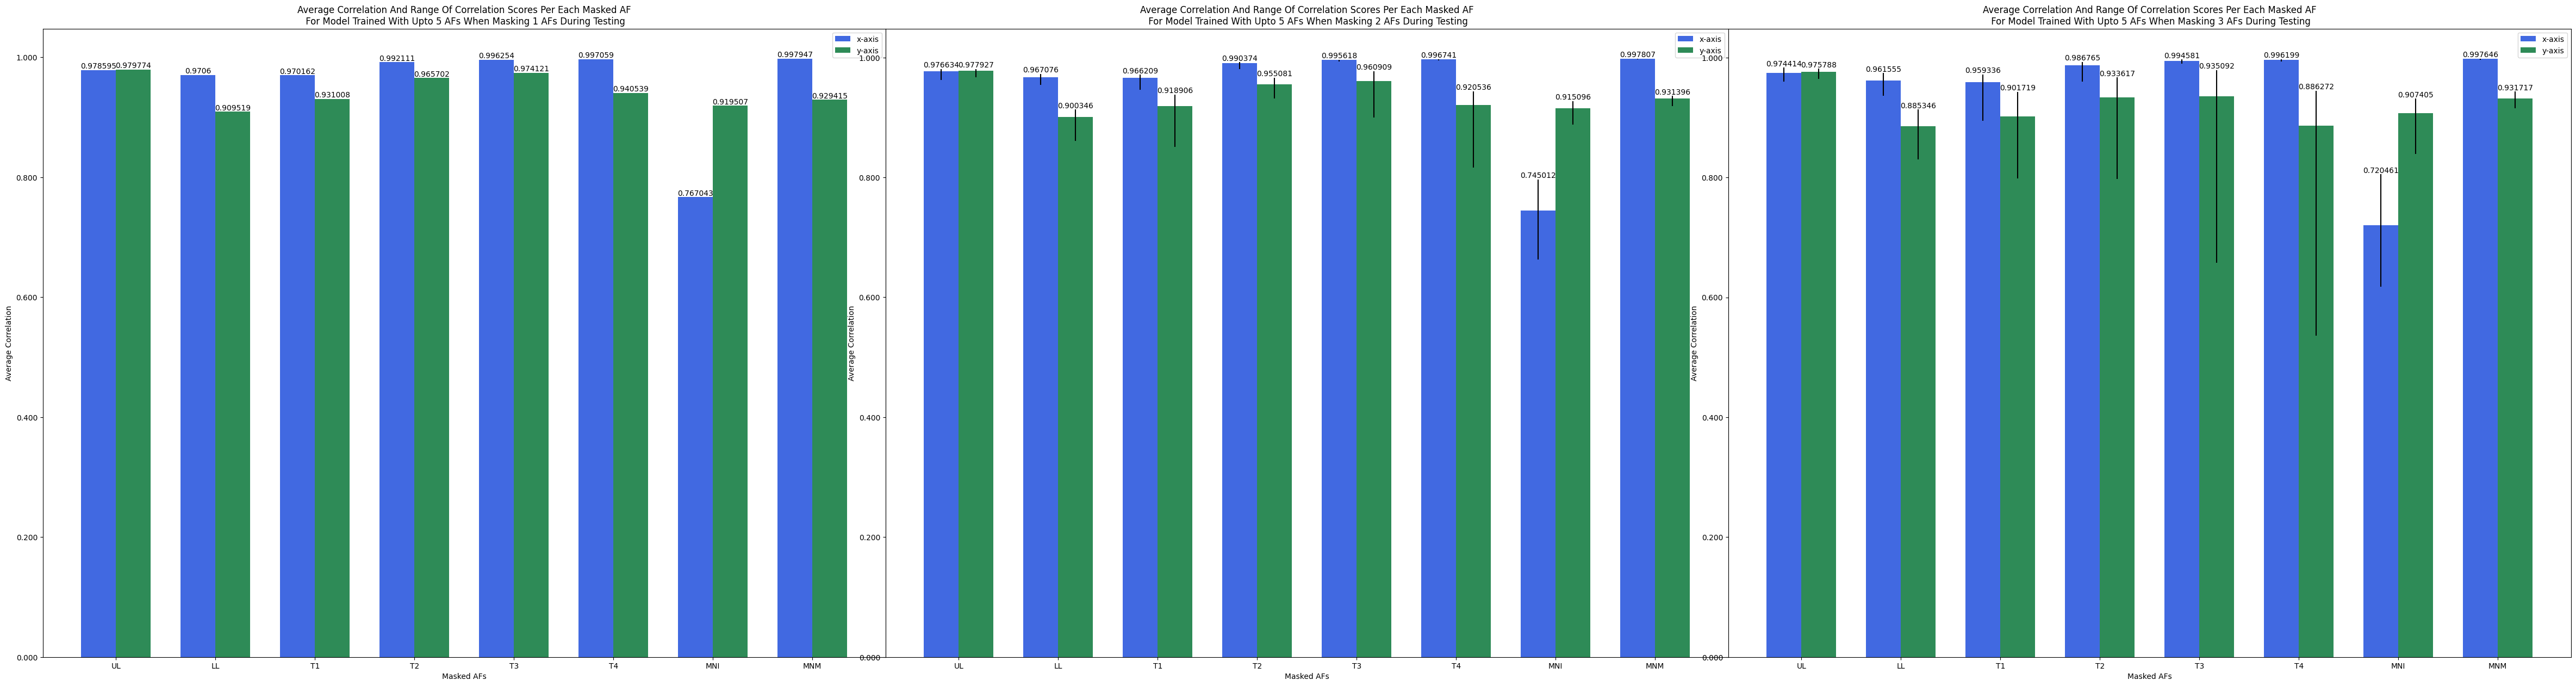 Average Correlation And Range Of Correlation Scores Per Each Masked AF
For Model Trained With Upto 5 AFs When Masking 1 AFs During Testing
x-axis
y-axis
1.000
0.800
0.600
0.400
0.200
0.000
Average Correlation
0.978595
0.979774
0.9706
0.909519
0.970162
0.931008
0.992111
0.965702
0.996254
0.974121
0.997059
0.940539
0.767043
0.919507
0.997947
0.929415
UL
LL
T1
T2
T3
T4
MNI
MNM
Masked AFs
Average Correlation And Range Of Correlation Scores Per Each Masked AF
For Model Trained With Upto 5 AFs When Masking 2 AFs During Testing
x-axis
y-axis
1.000
0.800
0.600
0.400
0.200
0.000
Average Correlation
0.976634
0.977927
0.967076
0.900346
0.966209
0.918906
0.990374
0.955081
0.995618
0.960909
0.996741
0.920536
0.745012
0.915096
0.997807
0.931396
UL
LL
T1
T2
T3
T4
MNI
MNM
Masked AFs
Average Correlation And Range Of Correlation Scores Per Each Masked AF
For Model Trained With Upto 5 AFs When Masking 3 AFs During Testing
x-axis
y-axis
1.000
0.800
0.600
0.400
0.200
0.000
Average Correlation
0.974414
0.975788
0.961555
0.885346
0.959336
0.901719
0.986765
0.933617
0.994581
0.935092
0.996199
0.886272
0.720461
0.907405
0.997646
0.931717
UL
LL
T1
T2
T3
T4
MNI
MNM
Masked AFs